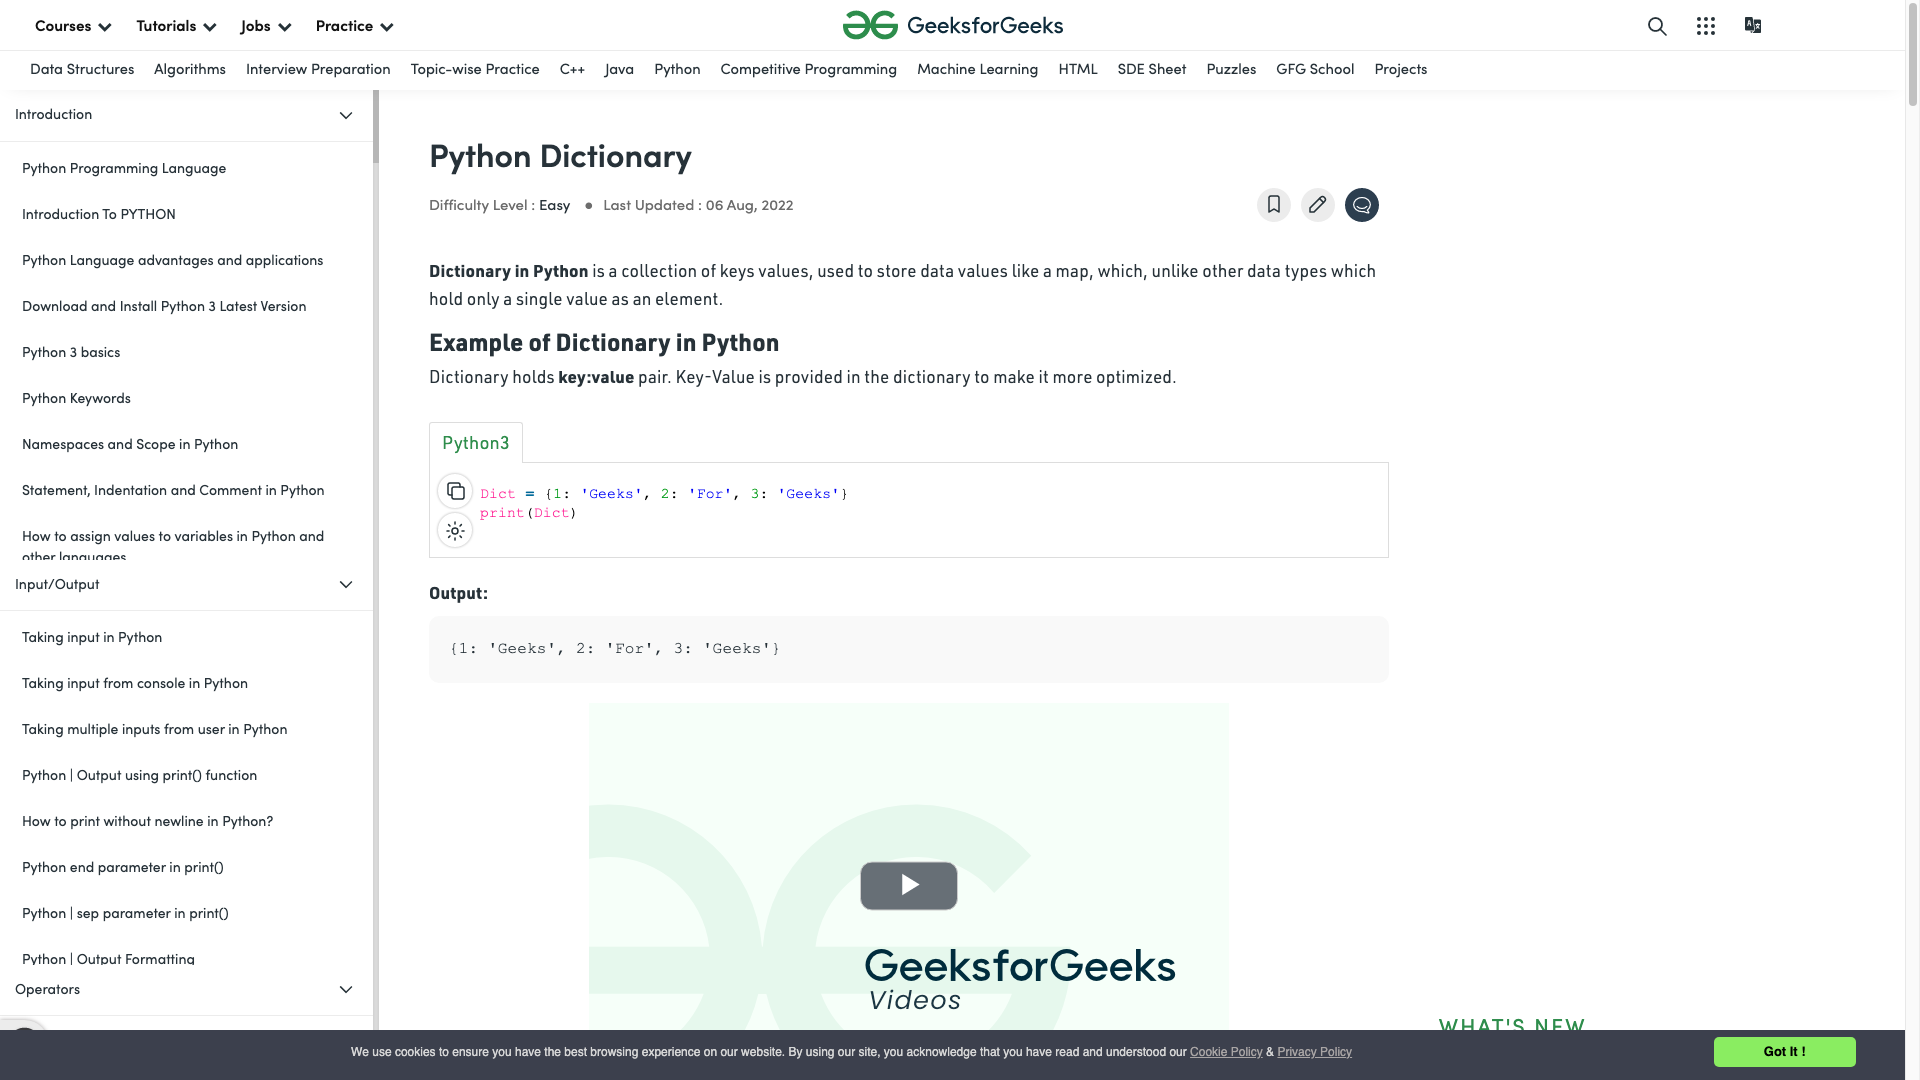 Courses Tutorials Jobs Practice GeeksforGeeks
Data Structures Algorithms Interview Preparation Topic-wise Practice C++ Java Python Competitive Programming Machine Learning HTML SDE Sheet Puzzles GFG School Projects
Introduction
Python Programming Language
Introduction To PYTHON
Python Language advantages and applications
Download and Install Python 3 Latest Version
Python 3 basics
Python Keywords
Namespaces and Scope in Python
Statement, Indentation and Comment in Python
How to assign values to variables in Python and
other languages
Input/Output
Taking input in Python
Taking input from console in Python
Taking multiple inputs from user in Python
Python | Output using print() function
How to print without newline in Python?
Python end parameter in print()
Python | sep parameter in print()
Python | Output Formatting
Operators
Python Dictionary
Difficulty Level : Easy ● Last Updated : 06 Aug, 2022
Dictionary in Python is a collection of keys values, used to store data values like a map, which, unlike other data types which
hold only a single value as an element.
Example of Dictionary in Python
Dictionary holds key:value pair. Key-Value is provided in the dictionary to make it more optimized.
Python3
Dict = {1: 'Geeks', 2: 'For', 3: 'Geeks'}
print(Dict)
Output:
{1: 'Geeks', 2: 'For', 3: 'Geeks'}
GeeksforGeeks
Videos
WHAT'S NEW
We use cookies to ensure you have the best browsing experience on our website. By using our site, you acknowledge that you have read and understood our Cookie Policy & Privacy Policy
Got It !